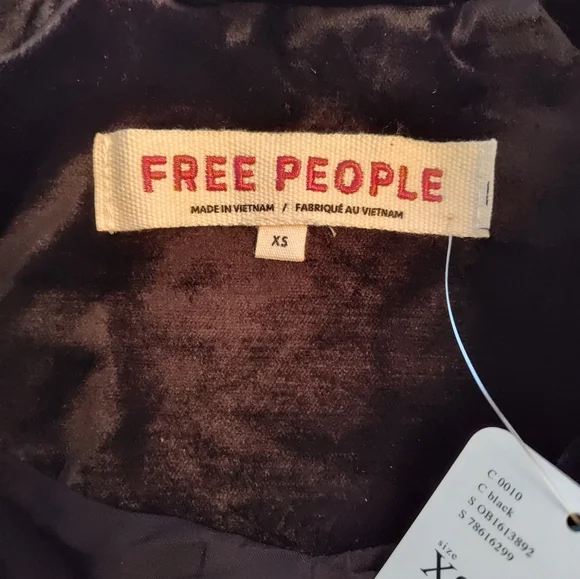 FREE PEOPLE
MADE IN VIETNAM / FABRIQUÉ AU VIETNAM
XS
C 0010
C black
S OB1613892
S 78616299
size